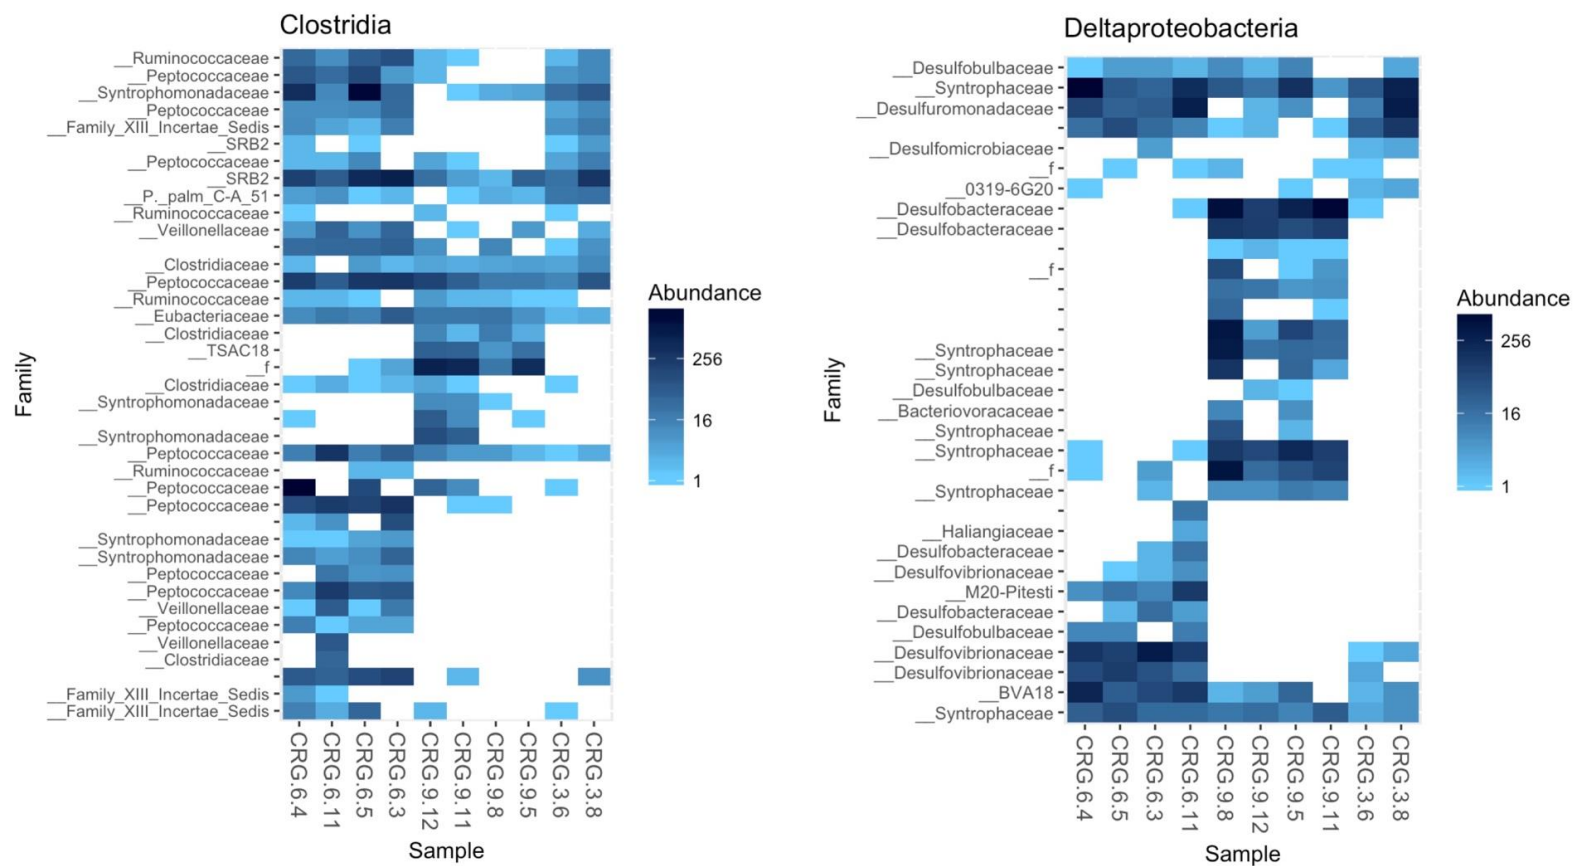 Clostridia
__Ruminococcaceae
__Peptococcaceae
__Syntrophomonadaceae
__Peptococcaceae
__Family_XIII_Incertae_Sedis
__SRB2
__Peptococcaceae
__SRB2
__P._palm_C-A_51
__Ruminococcaceae
__Veillonellaceae
__Clostridiaceae
__Peptococcaceae
__Ruminococcaceae
__Eubacteriaceae
__Clostridiaceae
__TSAC18
__f
__Clostridiaceae
__Syntrophomonadaceae
__Syntrophomonadaceae
__Peptococcaceae
__Ruminococcaceae
__Peptococcaceae
__Peptococcaceae
__Syntrophomonadaceae
__Syntrophomonadaceae
__Peptococcaceae
__Peptococcaceae
__Veillonellaceae
__Peptococcaceae
__Veillonellaceae
__Clostridiaceae
__Family_XIII_Incertae_Sedis
__Family_XIII_Incertae_Sedis
Family
CRG.6.4
CRG.6.11
CRG.6.5
CRG.6.3
CRG.9.12
CRG.9.11
CRG.9.8
CRG.9.5
CRG.3.6
CRG.3.8
Sample
Abundance
256
16
1
Deltaproteobacteria
__Desulfobulbaceae
__Syntrophaceae
__Desulfuromonadaceae
__Desulfomicrobiaceae
__f
__0319-6G20
__Desulfobacteraceae
__Desulfobacteraceae
__f
__Syntrophaceae
__Syntrophaceae
__Desulfobulbaceae
__Bacteriovoracaceae
__Syntrophaceae
__Syntrophaceae
__f
__Syntrophaceae
__Haliangiaceae
__Desulfobacteraceae
__Desulfovibrionaceae
__M20-Pitesti
__Desulfobacteraceae
__Desulfobulbaceae
__Desulfovibrionaceae
__Desulfovibrionaceae
__BVA18
__Syntrophaceae
Family
CRG.6.4
CRG.6.5
CRG.6.3
CRG.6.11
CRG.9.8
CRG.9.12
CRG.9.5
CRG.9.11
CRG.3.6
CRG.3.8
Sample
Abundance
256
16
1